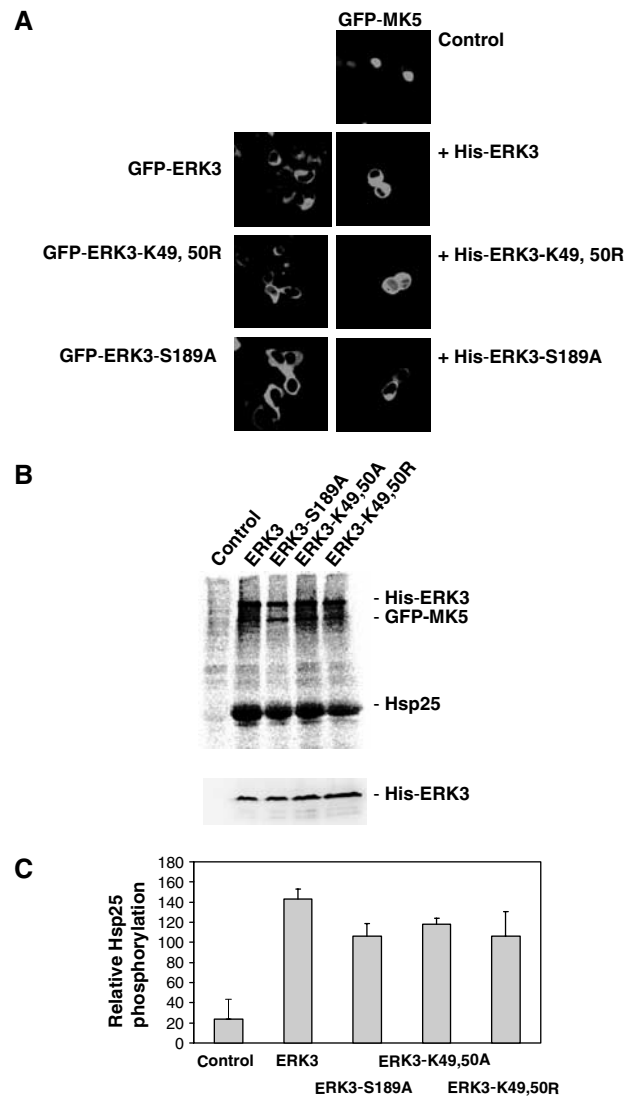 A
GFP-MK5
Control
GFP-ERK3
+ His-ERK3
GFP-ERK3-K49, 50R
+ His-ERK3-K49, 50R
GFP-ERK3-S189A
+ His-ERK3-S189A
B
Control
ERK3
ERK3-S189A
ERK3-K49,50A
ERK3-K49,50R
- His-ERK3
- GFP-MK5
- Hsp25
- His-ERK3
C
Relative Hsp25
phosphorylation
180
160
140
120
100
80
60
40
20
0
Control
ERK3
ERK3-K49,50A
ERK3-S189A
ERK3-K49,50R